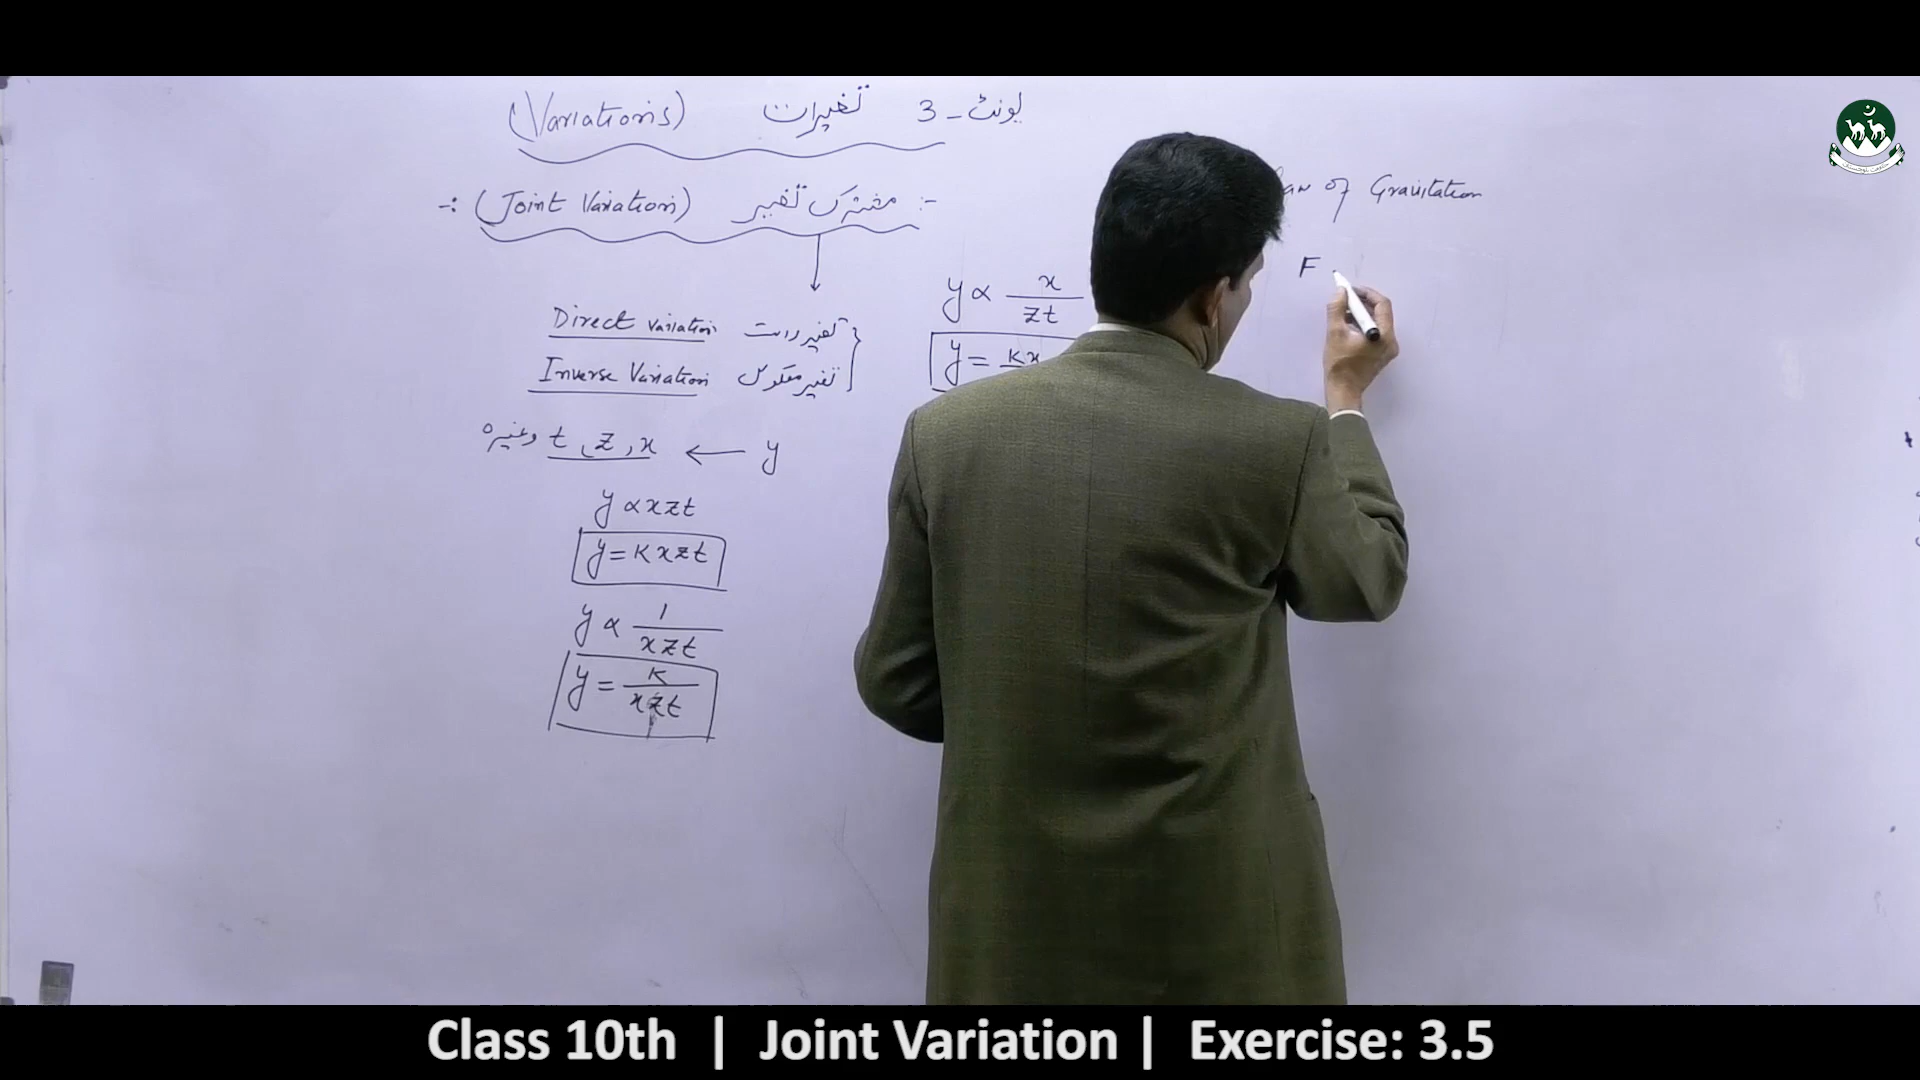 یونٹ - 3 تغیرات (Variations)
:- مشترک تغیر (Joint Variation) :-
Direct variation تغیر راست
Inverse Variation تغیر معکوس
y ← x, z, t وغیرہ
y ∝ xzt
y = Kxzt
y ∝ 1/xzt
y = K/xzt
y ∝ x/zt
y = Kx
of Gravitation
F
Class 10th | Joint Variation | Exercise: 3.5